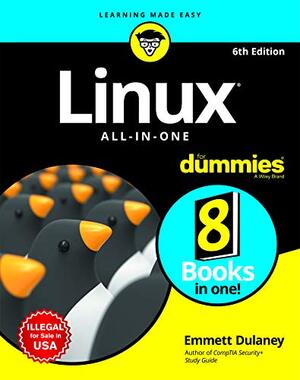 LEARNING MADE EASY
6th Edition
Linux®
ALL-IN-ONE
for
dummies®
A Wiley Brand
8
Books
in one!
ILLEGAL
for Sale in
USA
Emmett Dulaney
Author of CompTIA Security+
Study Guide